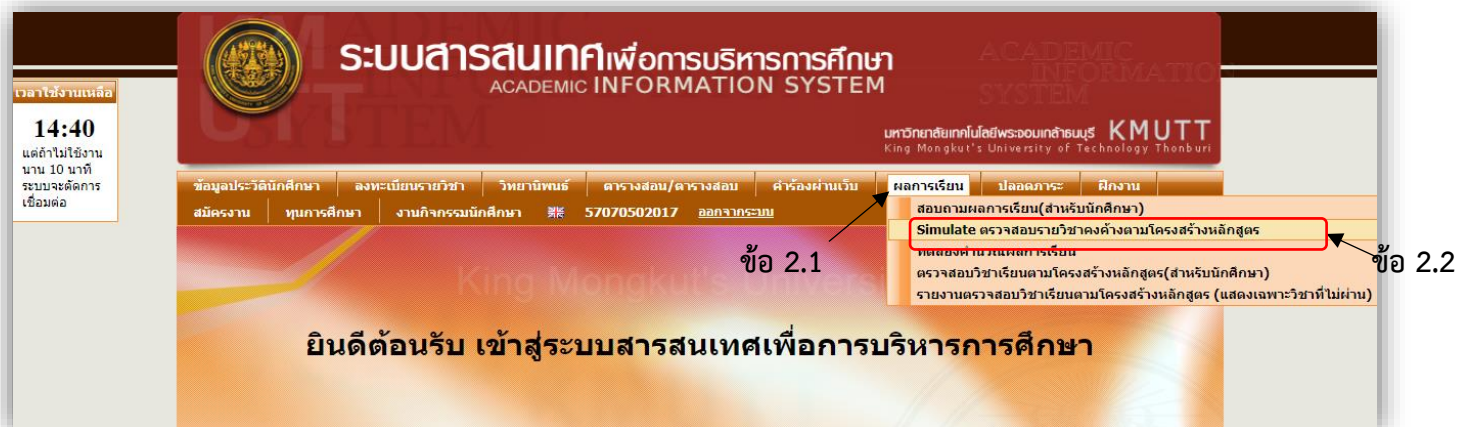 ระบบสารสนเทศเพื่อการบริหารการศึกษา
ACADEMIC INFORMATION SYSTEM
ACADEMIC
INFORMATION
SYSTEM
มหาวิทยาลัยเทคโนโลยีพระจอมเกล้าธนบุรี KMUTT
King Mongkut's University of Technology Thonburi
เวลาใช้งานเหลือ
14:40
แต่ถ้าไม่ใช้งาน
นาน 10 นาที
ระบบจะตัดการ
เชื่อมต่อ
ข้อมูลประวัตินักศึกษา ลงทะเบียนรายวิชา วิทยานิพนธ์ ตารางสอน/ตารางสอบ คำร้องผ่านเว็บ ผลการเรียน ปลอดภาระ ฝึกงาน
สมัครงาน ทุนการศึกษา งานกิจกรรมนักศึกษา 57070502017 ออกจากระบบ
สอบถามผลการเรียน(สำหรับนักศึกษา)
Simulate ตรวจสอบรายวิชาคงค้างตามโครงสร้างหลักสูตร
ทดลองคำนวณผลการเรียน
ตรวจสอบวิชาเรียนตามโครงสร้างหลักสูตร(สำหรับนักศึกษา)
รายงานตรวจสอบวิชาเรียนตามโครงสร้างหลักสูตร (แสดงเฉพาะวิชาที่ไม่ผ่าน)
ข้อ 2.1
ข้อ 2.2
King Mongkut's Univers
ยินดีต้อนรับ เข้าสู่ระบบสารสนเทศเพื่อการบริหารการศึกษา